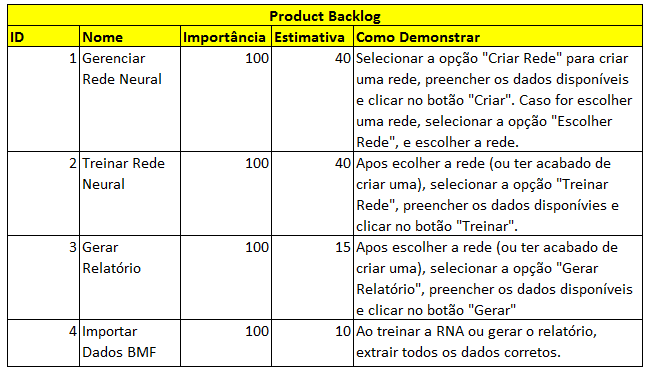 Product Backlog
ID Nome Importância Estimativa Como Demonstrar
1 Gerenciar 100 40 Selecionar a opção "Criar Rede" para criar
Rede Neural uma rede, preencher os dados disponíveis
e clicar no botão "Criar". Caso for escolher
uma rede, selecionar a opção "Escolher
Rede", e escolher a rede.
2 Treinar Rede 100 40 Apos ecolher a rede (ou ter acabado de
Neural criar uma), selecionar a opção "Treinar
Rede", preencher os dados disponívies e
clicar no botão "Treinar".
3 Gerar 100 15 Apos escolher a rede (ou ter acabado de
Relatório criar uma), selecionar a opção "Gerar
Relatório", preencher os dados disponíveis
e clicar no botão "Gerar"
4 Importar 100 10 Ao treinar a RNA ou gerar o relatório,
Dados BMF extrair todos os dados corretos.